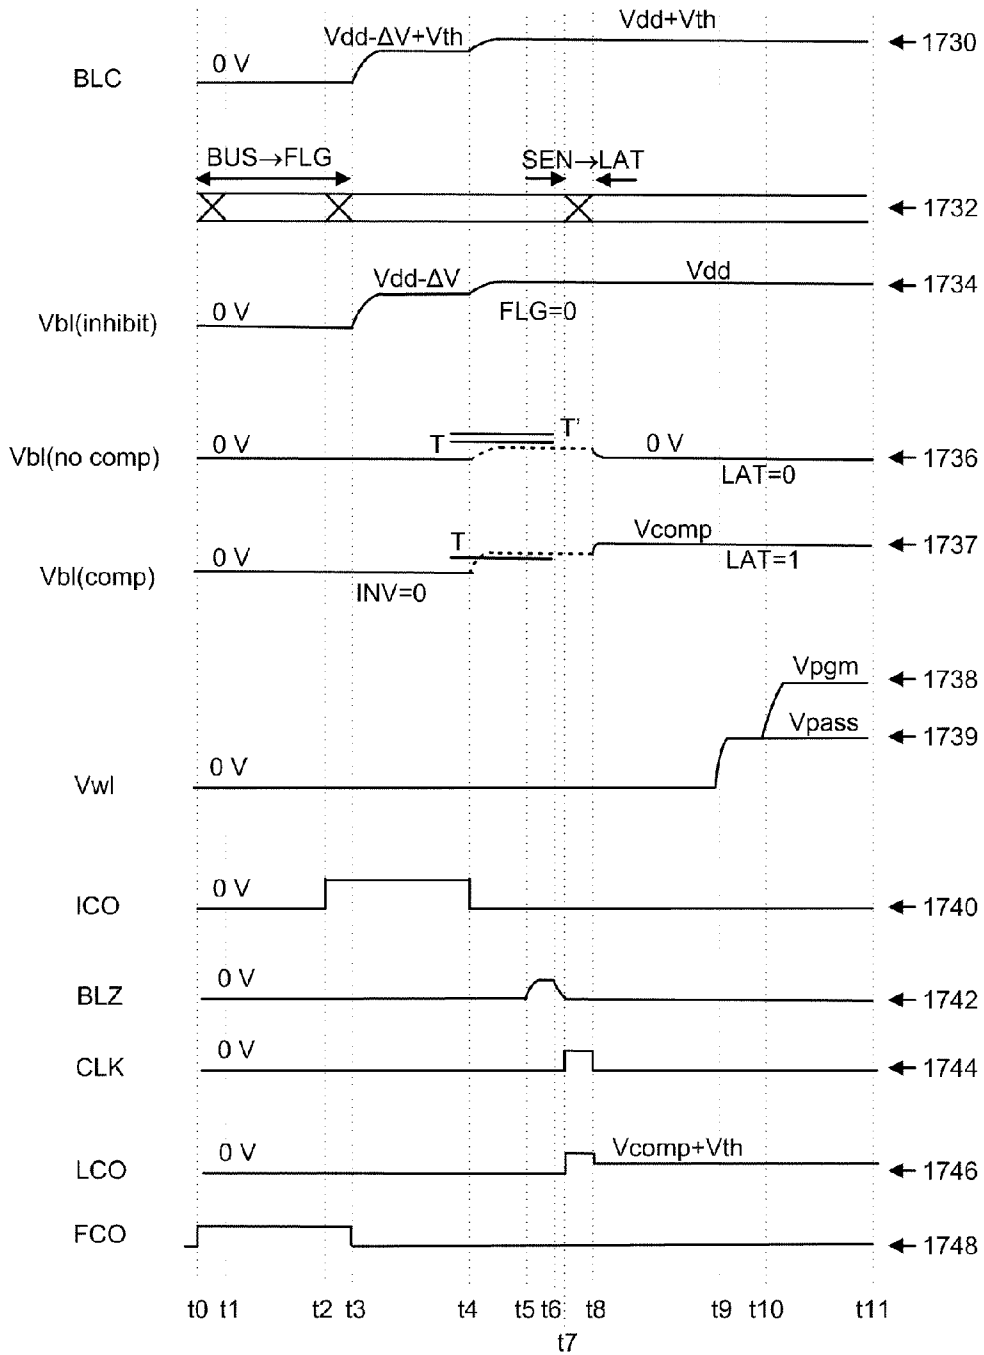 Vdd-ΔV+Vth
Vdd+Vth
BLC
0 V
1730
BUS→FLG
SEN→LAT
1732
Vbl(inhibit)
0 V
Vdd-ΔV
Vdd
FLG=0
1734
Vbl(no comp)
0 V
T
T'
0 V
LAT=0
1736
Vbl(comp)
0 V
T
INV=0
Vcomp
LAT=1
1737
Vpgm
1738
Vpass
1739
Vwl
0 V
ICO
0 V
1740
BLZ
0 V
1742
CLK
0 V
1744
LCO
0 V
Vcomp+Vth
1746
FCO
1748
t0 t1 t2 t3 t4 t5 t6 t8 t9 t10 t11
t7